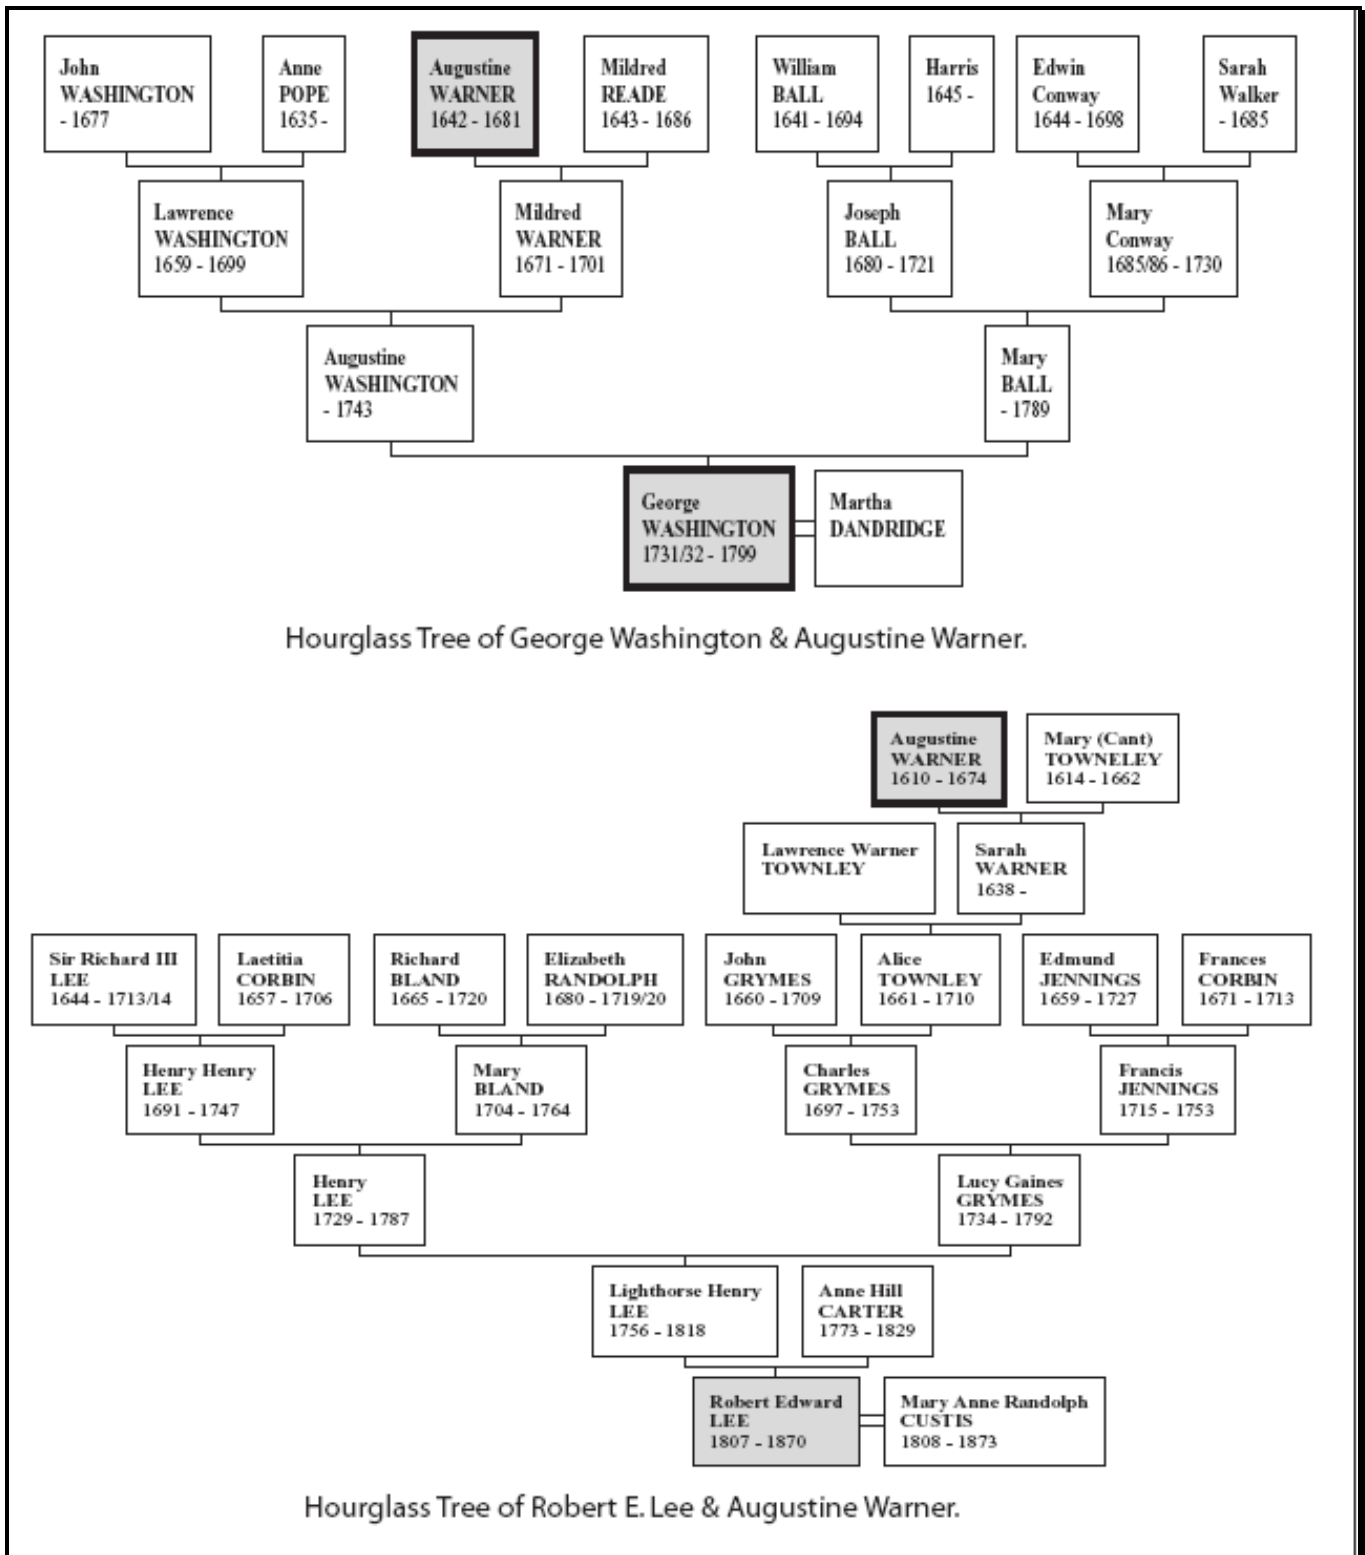 John
WASHINGTON
- 1677
Anne
POPE
1635 -
Augustine
WARNER
1642 - 1681
Mildred
READE
1643 - 1686
William
BALL
1641 - 1694
Harris
1645 -
Edwin
Conway
1644 - 1698
Sarah
Walker
- 1685
Lawrence
WASHINGTON
1659 - 1699
Mildred
WARNER
1671 - 1701
Joseph
BALL
1680 - 1721
Mary
Conway
1685/86 - 1730
Augustine
WASHINGTON
- 1743
Mary
BALL
- 1789
George
WASHINGTON
1731/32 - 1799
Martha
DANDRIDGE
Hourglass Tree of George Washington & Augustine Warner.
Augustine
WARNER
1610 - 1674
Mary (Cant)
TOWNELEY
1614 - 1662
Lawrence Warner
TOWNLEY
Sarah
WARNER
1638 -
Sir Richard III
LEE
1644 - 1713/14
Laetitia
CORBIN
1657 - 1706
Richard
BLAND
1665 - 1720
Elizabeth
RANDOLPH
1680 - 1719/20
John
GRYMES
1660 - 1709
Alice
TOWNLEY
1661 - 1710
Edmund
JENNINGS
1659 - 1727
Frances
CORBIN
1671 - 1713
Henry Henry
LEE
1691 - 1747
Mary
BLAND
1704 - 1764
Charles
GRYMES
1697 - 1753
Francis
JENNINGS
1715 - 1753
Henry
LEE
1729 - 1787
Lucy Gaines
GRYMES
1734 - 1792
Lighthorse Henry
LEE
1756 - 1818
Anne Hill
CARTER
1773 - 1829
Robert Edward
LEE
1807 - 1870
Mary Anne Randolph
CUSTIS
1808 - 1873
Hourglass Tree of Robert E. Lee & Augustine Warner.